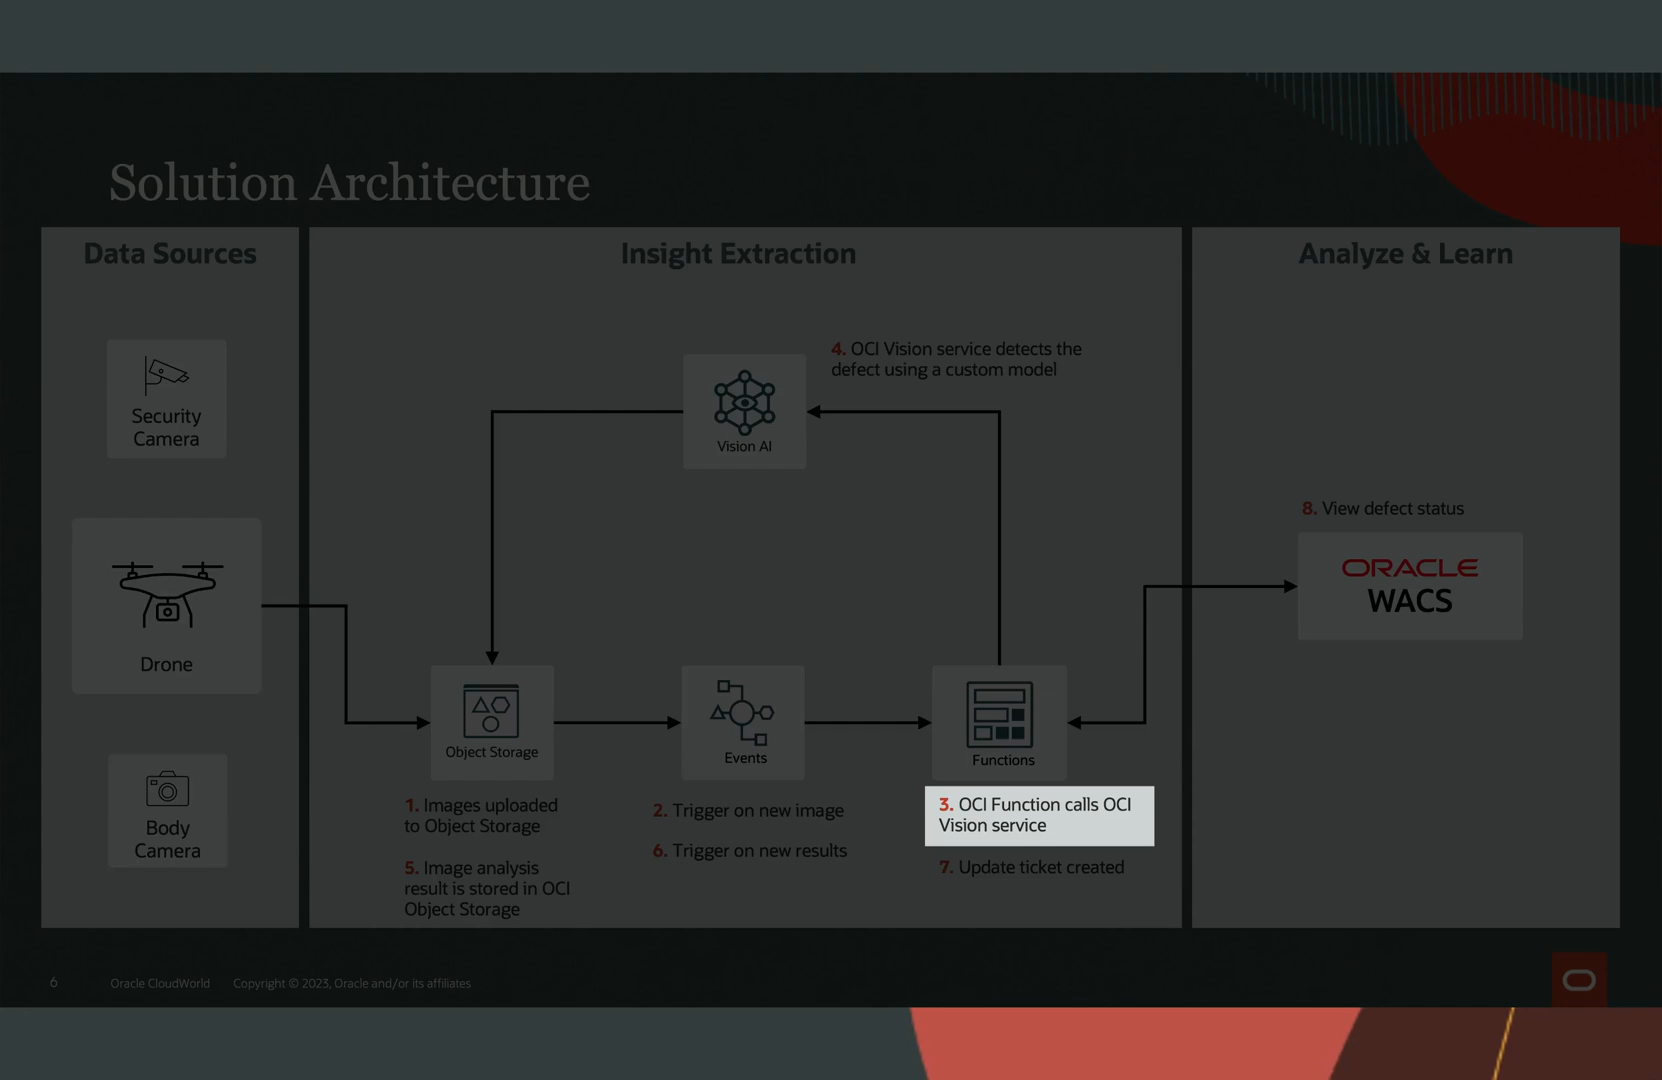 Solution Architecture
Data Sources
Security
Camera
Drone
Body
Camera
Insight Extraction
4. OCI Vision service detects the
defect using a custom model
Vision AI
Object Storage
Events
Functions
1. Images uploaded
to Object Storage
5. Image analysis
result is stored in OCI
Object Storage
2. Trigger on new image
6. Trigger on new results
3. OCI Function calls OCI
Vision service
7. Update ticket created
Analyze & Learn
8. View defect status
ORACLE
WACS
6 Oracle CloudWorld Copyright © 2023, Oracle and/or its affiliates